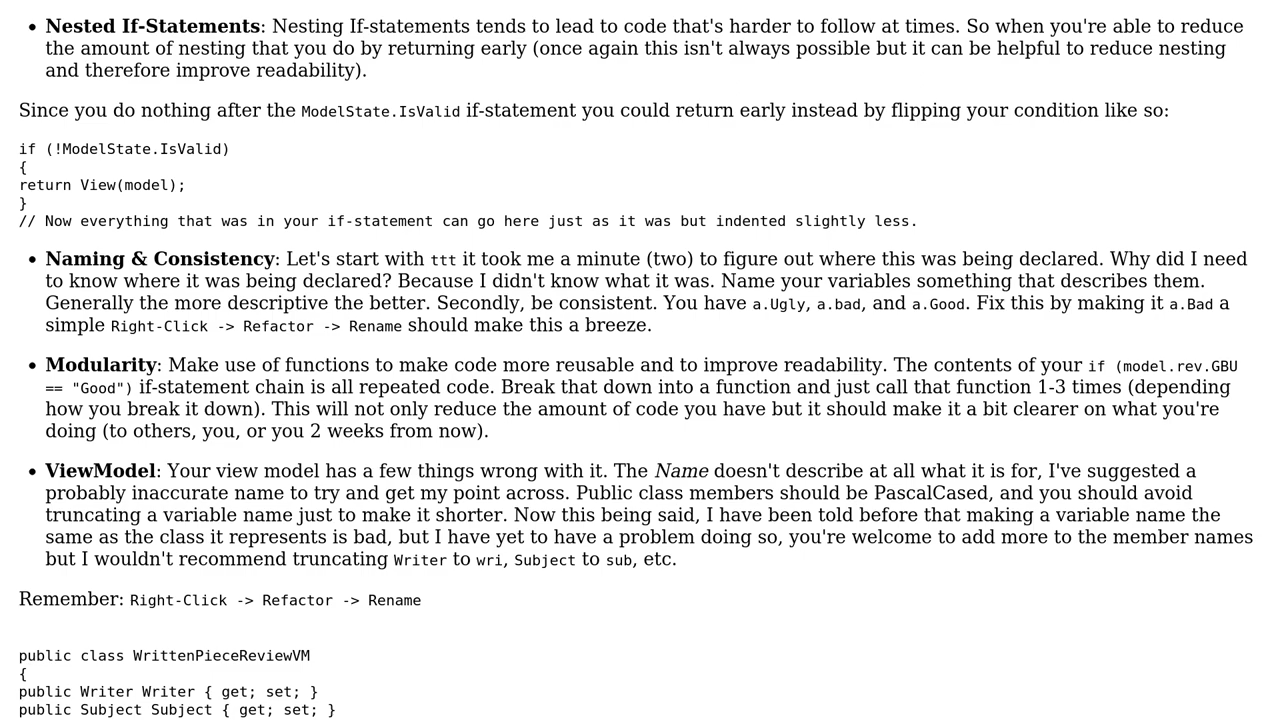 • Nested If-Statements: Nesting If-statements tends to lead to code that's harder to follow at times. So when you're able to reduce
the amount of nesting that you do by returning early (once again this isn't always possible but it can be helpful to reduce nesting
and therefore improve readability).
Since you do nothing after the ModelState.IsValid if-statement you could return early instead by flipping your condition like so:
if (!ModelState.IsValid)
{
return View(model);
}
// Now everything that was in your if-statement can go here just as it was but indented slightly less.
• Naming & Consistency: Let's start with ttt it took me a minute (two) to figure out where this was being declared. Why did I need
to know where it was being declared? Because I didn't know what it was. Name your variables something that describes them.
Generally the more descriptive the better. Secondly, be consistent. You have a.Ugly, a.bad, and a.Good. Fix this by making it a.Bad a
simple Right-Click -> Refactor -> Rename should make this a breeze.
• Modularity: Make use of functions to make code more reusable and to improve readability. The contents of your if (model.rev.GBU
== "Good") if-statement chain is all repeated code. Break that down into a function and just call that function 1-3 times (depending
how you break it down). This will not only reduce the amount of code you have but it should make it a bit clearer on what you're
doing (to others, you, or you 2 weeks from now).
• ViewModel: Your view model has a few things wrong with it. The Name doesn't describe at all what it is for, I've suggested a
probably inaccurate name to try and get my point across. Public class members should be PascalCased, and you should avoid
truncating a variable name just to make it shorter. Now this being said, I have been told before that making a variable name the
same as the class it represents is bad, but I have yet to have a problem doing so, you're welcome to add more to the member names
but I wouldn't recommend truncating Writer to wri, Subject to sub, etc.
Remember: Right-Click -> Refactor -> Rename
public class WrittenPieceReviewVM
{
public Writer Writer { get; set; }
public Subject Subject { get; set; }